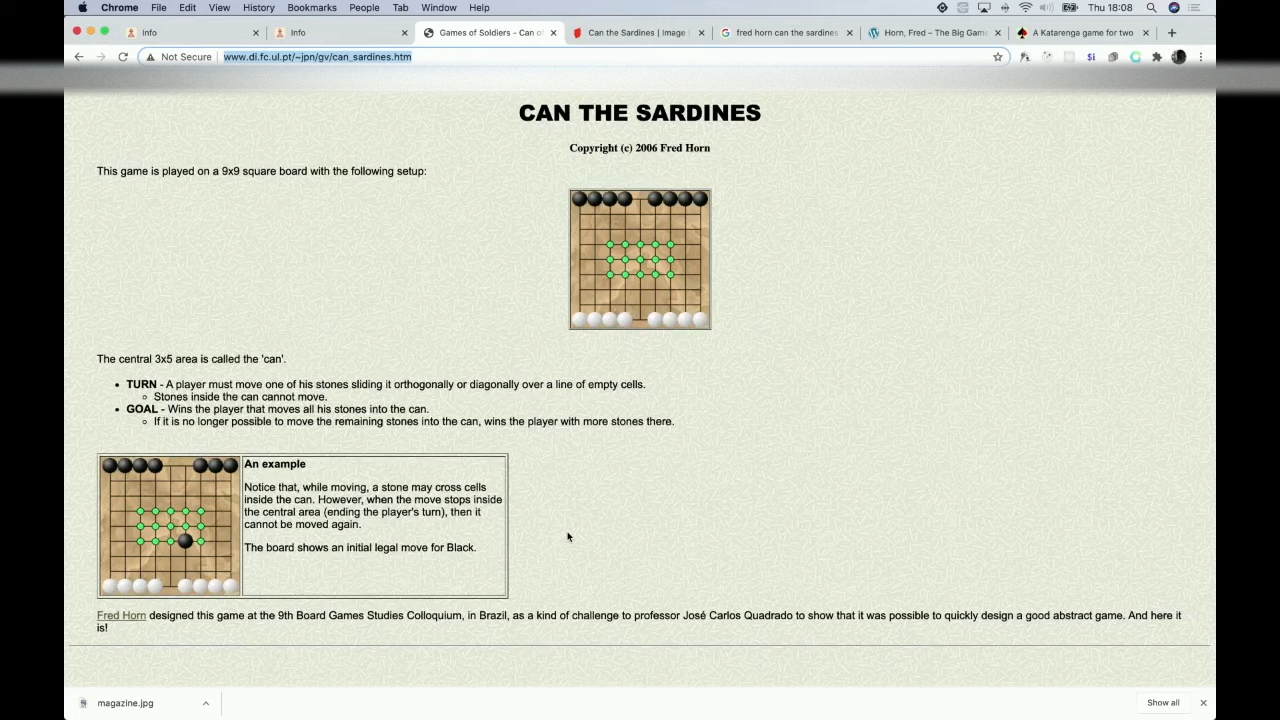 Chrome File Edit View History Bookmarks People Tab Window Help Thu 18:08
Info Info Games of Soldiers - Can o Can the Sardines | Image fred horn can the sardines Horn, Fred – The Big Game A Katarenga game for two
Not Secure www.di.fc.ul.pt/~jpn/gv/can_sardines.htm
CAN THE SARDINES
Copyright (c) 2006 Fred Horn
This game is played on a 9x9 square board with the following setup:
The central 3x5 area is called the 'can'.
TURN - A player must move one of his stones sliding it orthogonally or diagonally over a line of empty cells.
Stones inside the can cannot move.
GOAL - Wins the player that moves all his stones into the can.
If it is no longer possible to move the remaining stones into the can, wins the player with more stones there.
An example
Notice that, while moving, a stone may cross cells
inside the can. However, when the move stops inside
the central area (ending the player's turn), then it
cannot be moved again.
The board shows an initial legal move for Black.
Fred Horn designed this game at the 9th Board Games Studies Colloquium, in Brazil, as a kind of challenge to professor José Carlos Quadrado to show that it was possible to quickly design a good abstract game. And here it
is!
magazine.jpg Show all